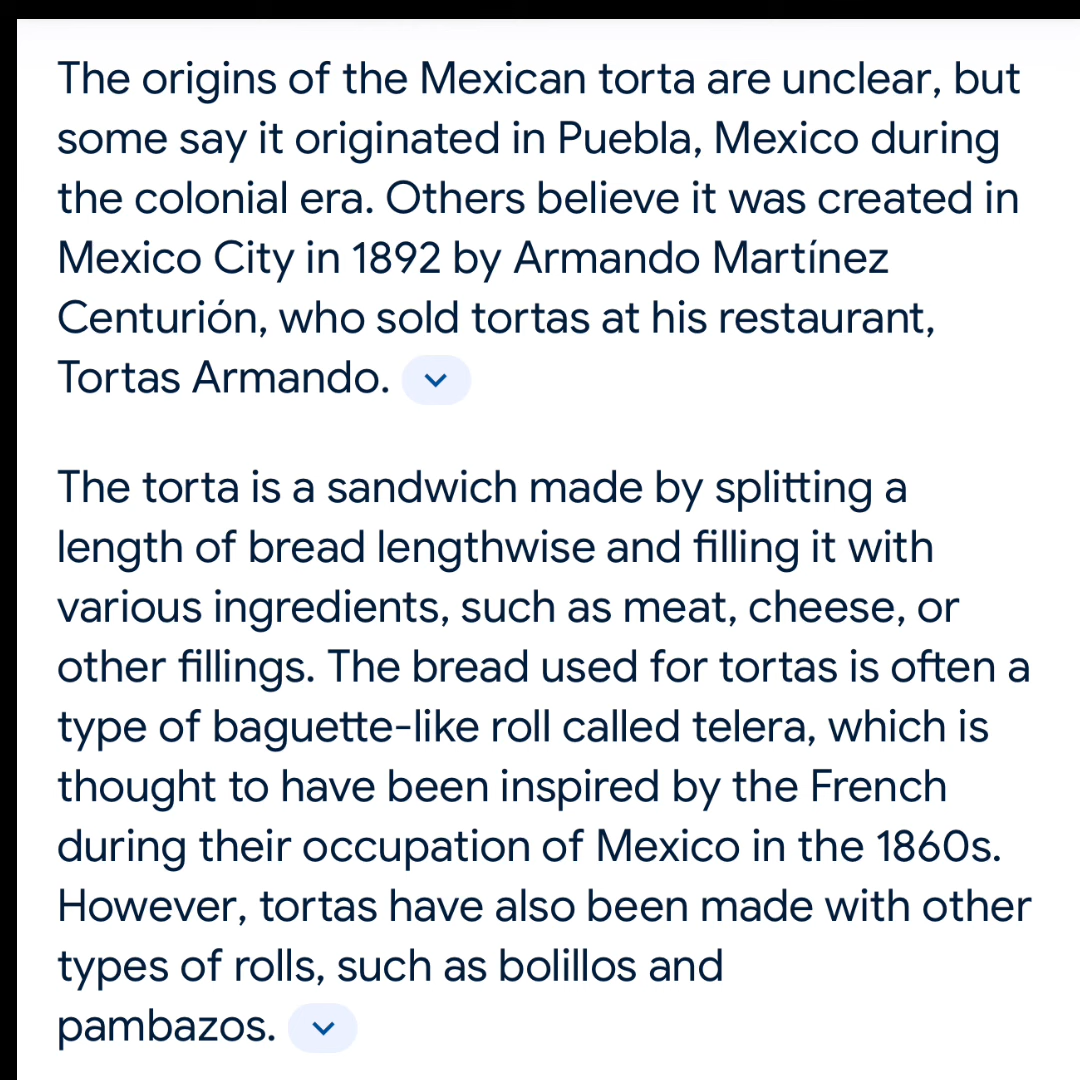 The origins of the Mexican torta are unclear, but
some say it originated in Puebla, Mexico during
the colonial era. Others believe it was created in
Mexico City in 1892 by Armando Martínez
Centurión, who sold tortas at his restaurant,
Tortas Armando.
The torta is a sandwich made by splitting a
length of bread lengthwise and filling it with
various ingredients, such as meat, cheese, or
other fillings. The bread used for tortas is often a
type of baguette-like roll called telera, which is
thought to have been inspired by the French
during their occupation of Mexico in the 1860s.
However, tortas have also been made with other
types of rolls, such as bolillos and
pambazos.